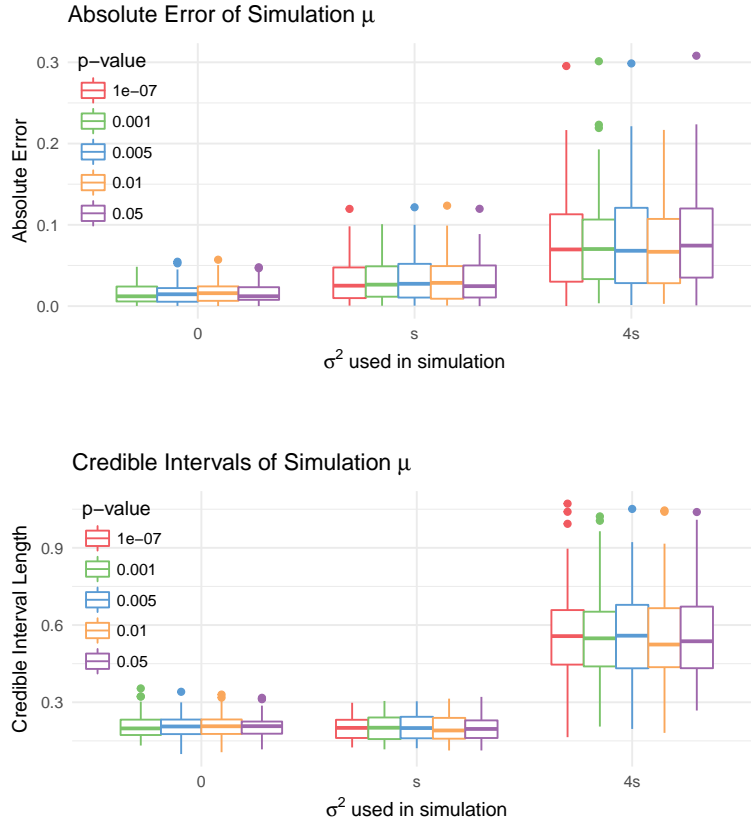 Absolute Error of Simulation μ
Absolute Error
0.3
0.2
0.1
0.0
p-value
1e-07
0.001
0.005
0.01
0.05
0 s 4s
σ² used in simulation
Credible Intervals of Simulation μ
Credible Interval Length
0.9
0.6
0.3
p-value
1e-07
0.001
0.005
0.01
0.05
0 s 4s
σ² used in simulation